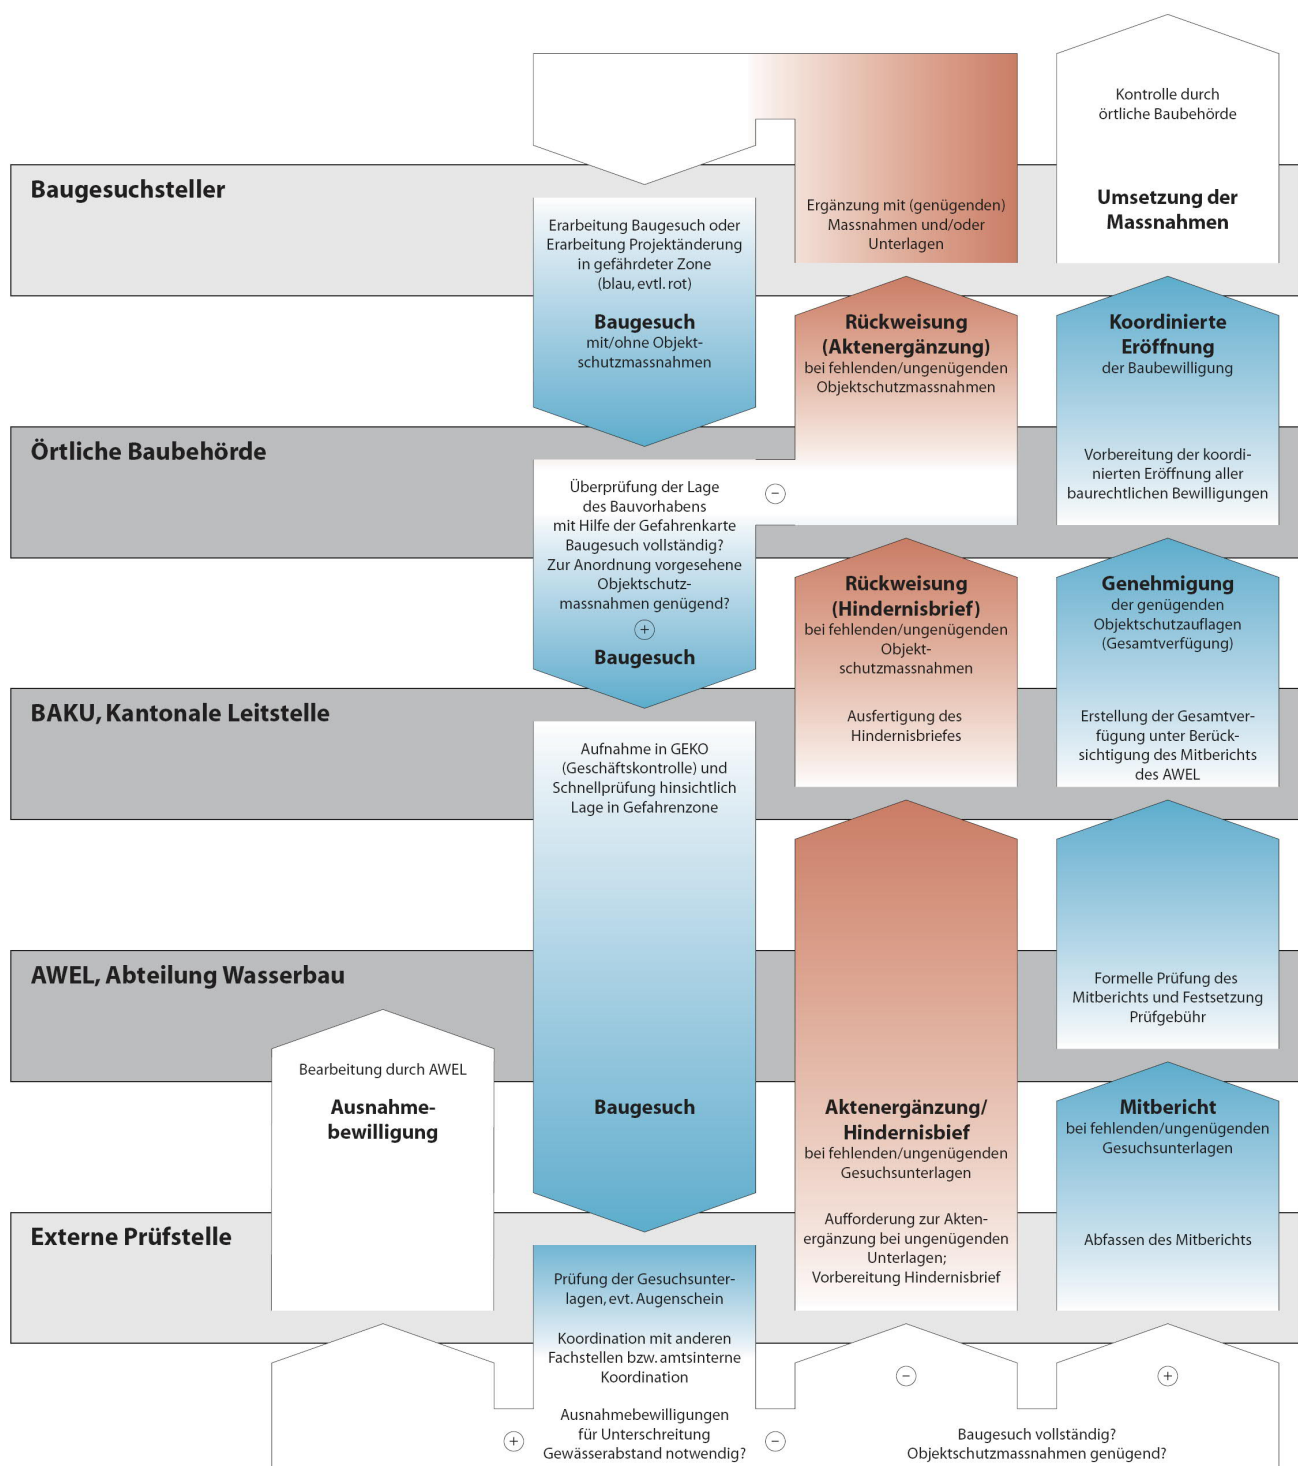 Kontrolle durch
örtliche Baubehörde
Baugesuchsteller
Umsetzung der
Massnahmen
Ergänzung mit (genügenden)
Massnahmen und/oder
Unterlagen
Erarbeitung Baugesuch oder
Erarbeitung Projektänderung
in gefährdeter Zone
(blau, evtl. rot)
Baugesuch
mit/ohne Objekt-
schutzmassnahmen
Rückweisung
(Aktenergänzung)
bei fehlenden/ungenügenden
Objektschutzmassnahmen
Koordinierte
Eröffnung
der Baubewilligung
Örtliche Baubehörde
Vorbereitung der koordi-
nierten Eröffnung aller
baurechtlichen Bewilligungen
Überprüfung der Lage
des Bauvorhabens
mit Hilfe der Gefahrenkarte
Baugesuch vollständig?
Zur Anordnung vorgesehene
Objektschutz-
massnahmen genügend?
−
+
Baugesuch
Rückweisung
(Hindernisbrief)
bei fehlenden/ungenügenden
Objekt-
schutzmassnahmen
Genehmigung
der genügenden
Objektschutzauflagen
(Gesamtverfügung)
BAKU, Kantonale Leitstelle
Ausfertigung des
Hindernisbriefes
Erstellung der Gesamtver-
fügung unter Berück-
sichtigung des Mitberichts
des AWEL
Aufnahme in GEKO
(Geschäftskontrolle) und
Schnellprüfung hinsichtlich
Lage in Gefahrenzone
AWEL, Abteilung Wasserbau
Formelle Prüfung des
Mitberichts und Festsetzung
Prüfgebühr
Bearbeitung durch AWEL
Ausnahme-
bewilligung
Baugesuch
Aktenergänzung/
Hindernisbief
bei fehlenden/ungenügenden
Gesuchsunterlagen
Mitbericht
bei fehlenden/ungenügenden
Gesuchsunterlagen
Externe Prüfstelle
Aufforderung zur Akten-
ergänzung bei ungenügenden
Unterlagen;
Vorbereitung Hindernisbrief
Abfassen des Mitberichts
Prüfung der Gesuchsunter-
lagen, evt. Augenschein
Koordination mit anderen
Fachstellen bzw. amtsinterne
Koordination
−
+
Ausnahmebewilligungen
für Unterschreitung
Gewässerabstand notwendig?
+
−
Baugesuch vollständig?
Objektschutzmassnahmen genügend?